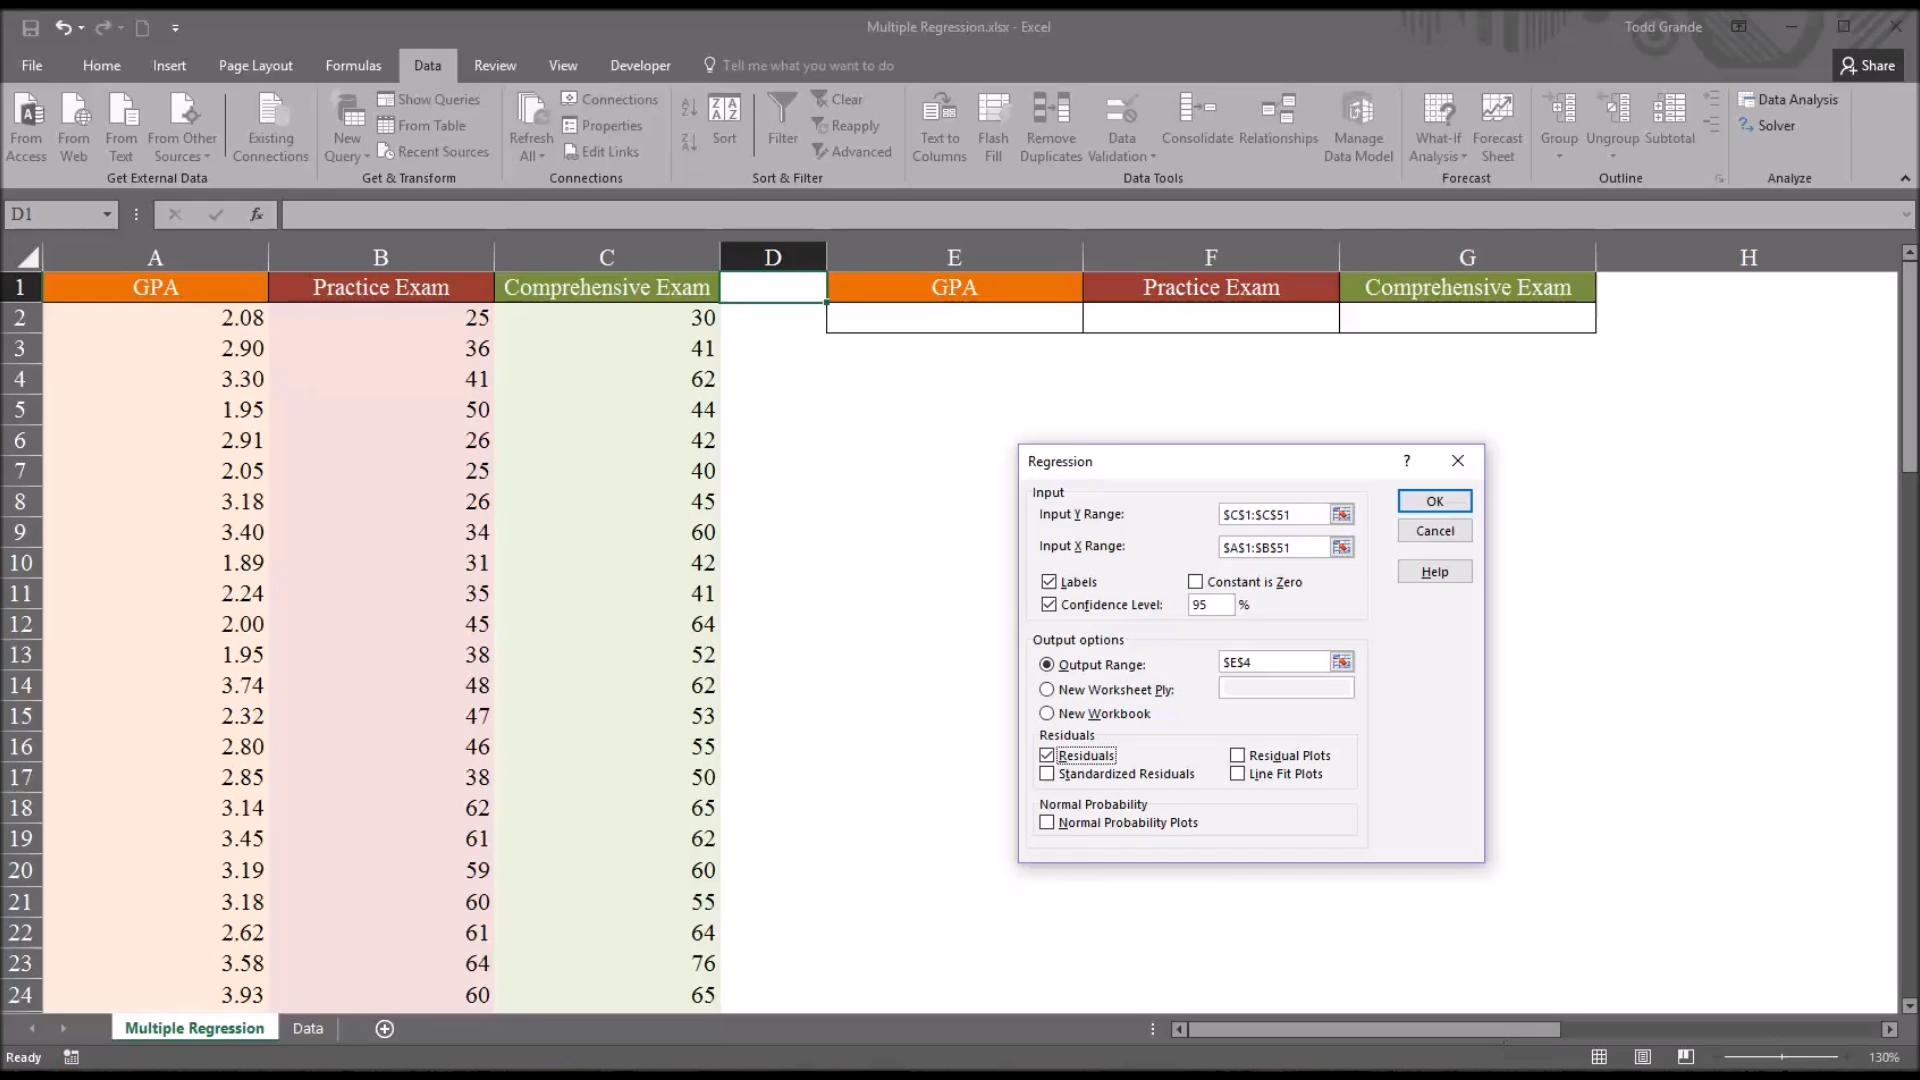 Multiple Regression.xlsx - Excel
Todd Grande
File Home Insert Page Layout Formulas Data Review View Developer Tell me what you want to do Share
From Access
From Web
From Text
From Other Sources
Get External Data
Existing Connections
New Query
Show Queries
From Table
Recent Sources
Get & Transform
Refresh All
Connections
Properties
Edit Links
Connections
Sort
Filter
Clear
Reapply
Advanced
Sort & Filter
Text to Columns
Flash Fill
Remove Duplicates
Data Validation
Consolidate
Relationships
Manage Data Model
Data Tools
What-If Analysis
Forecast Sheet
Forecast
Group
Ungroup
Subtotal
Outline
Data Analysis
Solver
Analyze
D1 fx
A B C D E F G H
1 GPA Practice Exam Comprehensive Exam GPA Practice Exam Comprehensive Exam
2 2.08 25 30
3 2.90 36 41
4 3.30 41 62
5 1.95 50 44
6 2.91 26 42
7 2.05 25 40
8 3.18 26 45
9 3.40 34 60
10 1.89 31 42
11 2.24 35 41
12 2.00 45 64
13 1.95 38 52
14 3.74 48 62
15 2.32 47 53
16 2.80 46 55
17 2.85 38 50
18 3.14 62 65
19 3.45 61 62
20 3.19 59 60
21 3.18 60 55
22 2.62 61 64
23 3.58 64 76
24 3.93 60 65
Regression ?
Input
Input Y Range: $C$1:$C$51
Input X Range: $A$1:$B$51
Labels Constant is Zero
Confidence Level: 95 %
OK
Cancel
Help
Output options
Output Range: $E$4
New Worksheet Ply:
New Workbook
Residuals
Residuals Residual Plots
Standardized Residuals Line Fit Plots
Normal Probability
Normal Probability Plots
Multiple Regression Data
Ready 130%